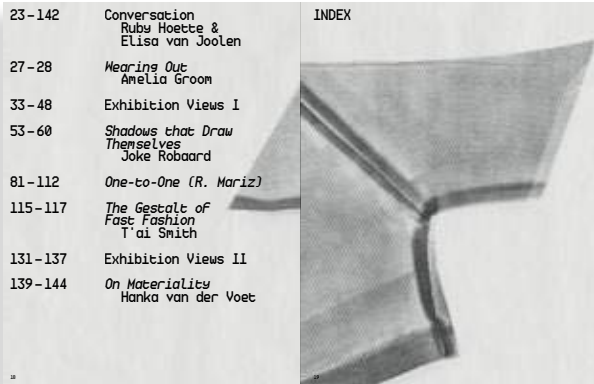 23–142 Conversation
Ruby Hoette &
Elisa van Joolen
27–28 Wearing Out
Amelia Groom
33–48 Exhibition Views I
53–60 Shadows that Draw
Themselves
Joke Robaard
81–112 One-to-One (R. Mariz)
115–117 The Gestalt of
Fast Fashion
T'ai Smith
131–137 Exhibition Views II
139–144 On Materiality
Hanka van der Voet
INDEX